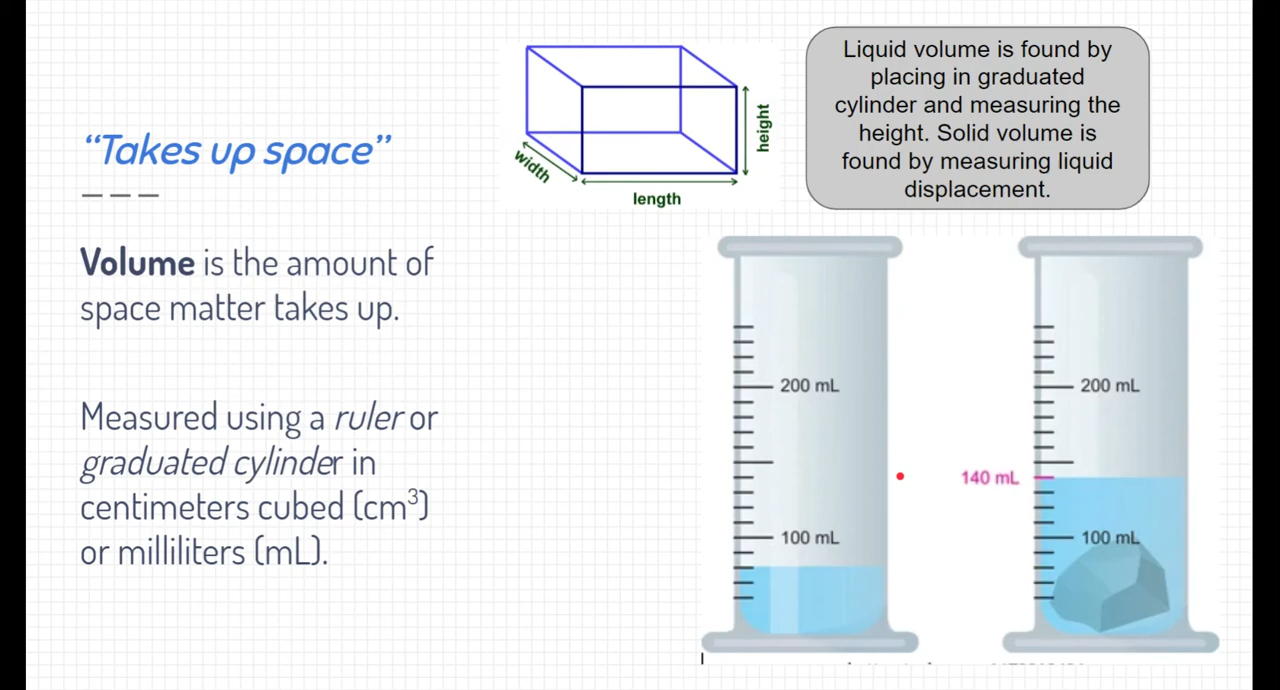 “Takes up space”
Volume is the amount of
space matter takes up.
Measured using a ruler or
graduated cylinder in
centimeters cubed (cm³)
or milliliters (mL).
width
length
height
Liquid volume is found by
placing in graduated
cylinder and measuring the
height. Solid volume is
found by measuring liquid
displacement.
200 mL
100 mL
200 mL
140 mL
100 mL